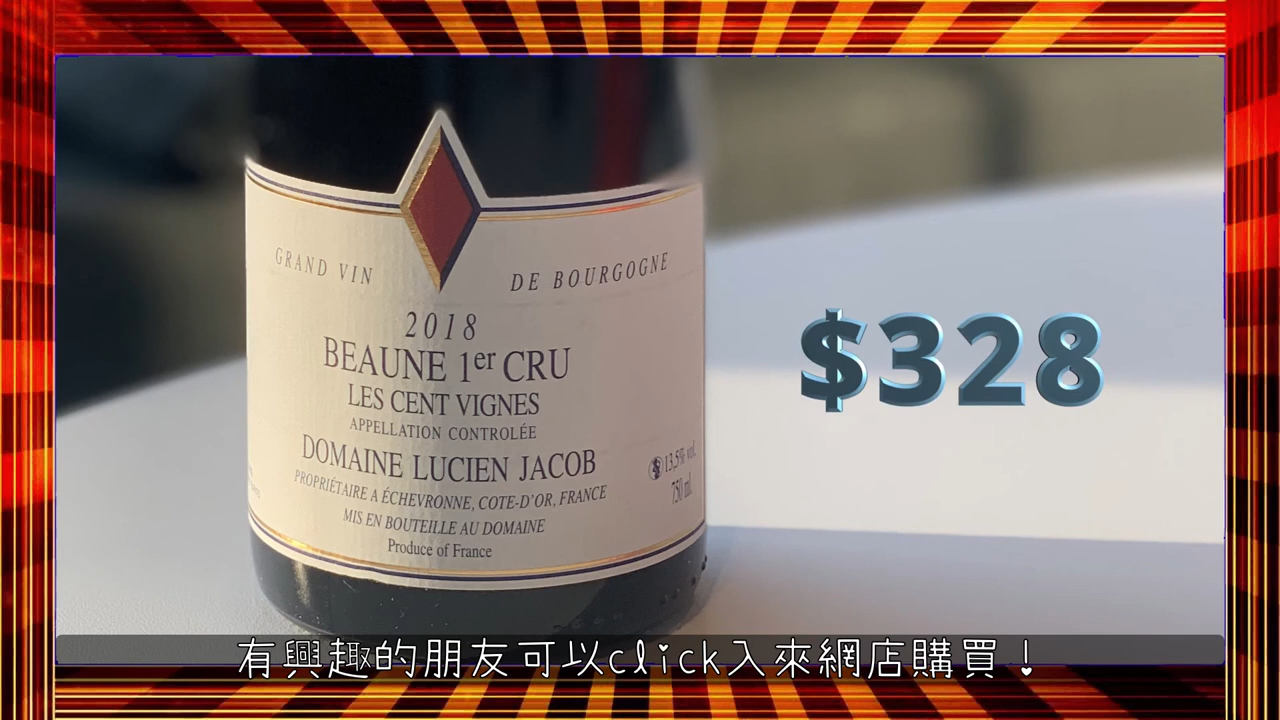 GRAND VIN DE BOURGOGNE
2018
BEAUNE 1er CRU
LES CENT VIGNES
APPELLATION CONTROLÉE
DOMAINE LUCIEN JACOB
13,5% vol.
750 ml.
PROPRIÉTAIRE A ÉCHEVRONNE, COTE-D'OR, FRANCE
MIS EN BOUTEILLE AU DOMAINE
Produce of France
$328
有興趣的朋友可以click入來網店購買！